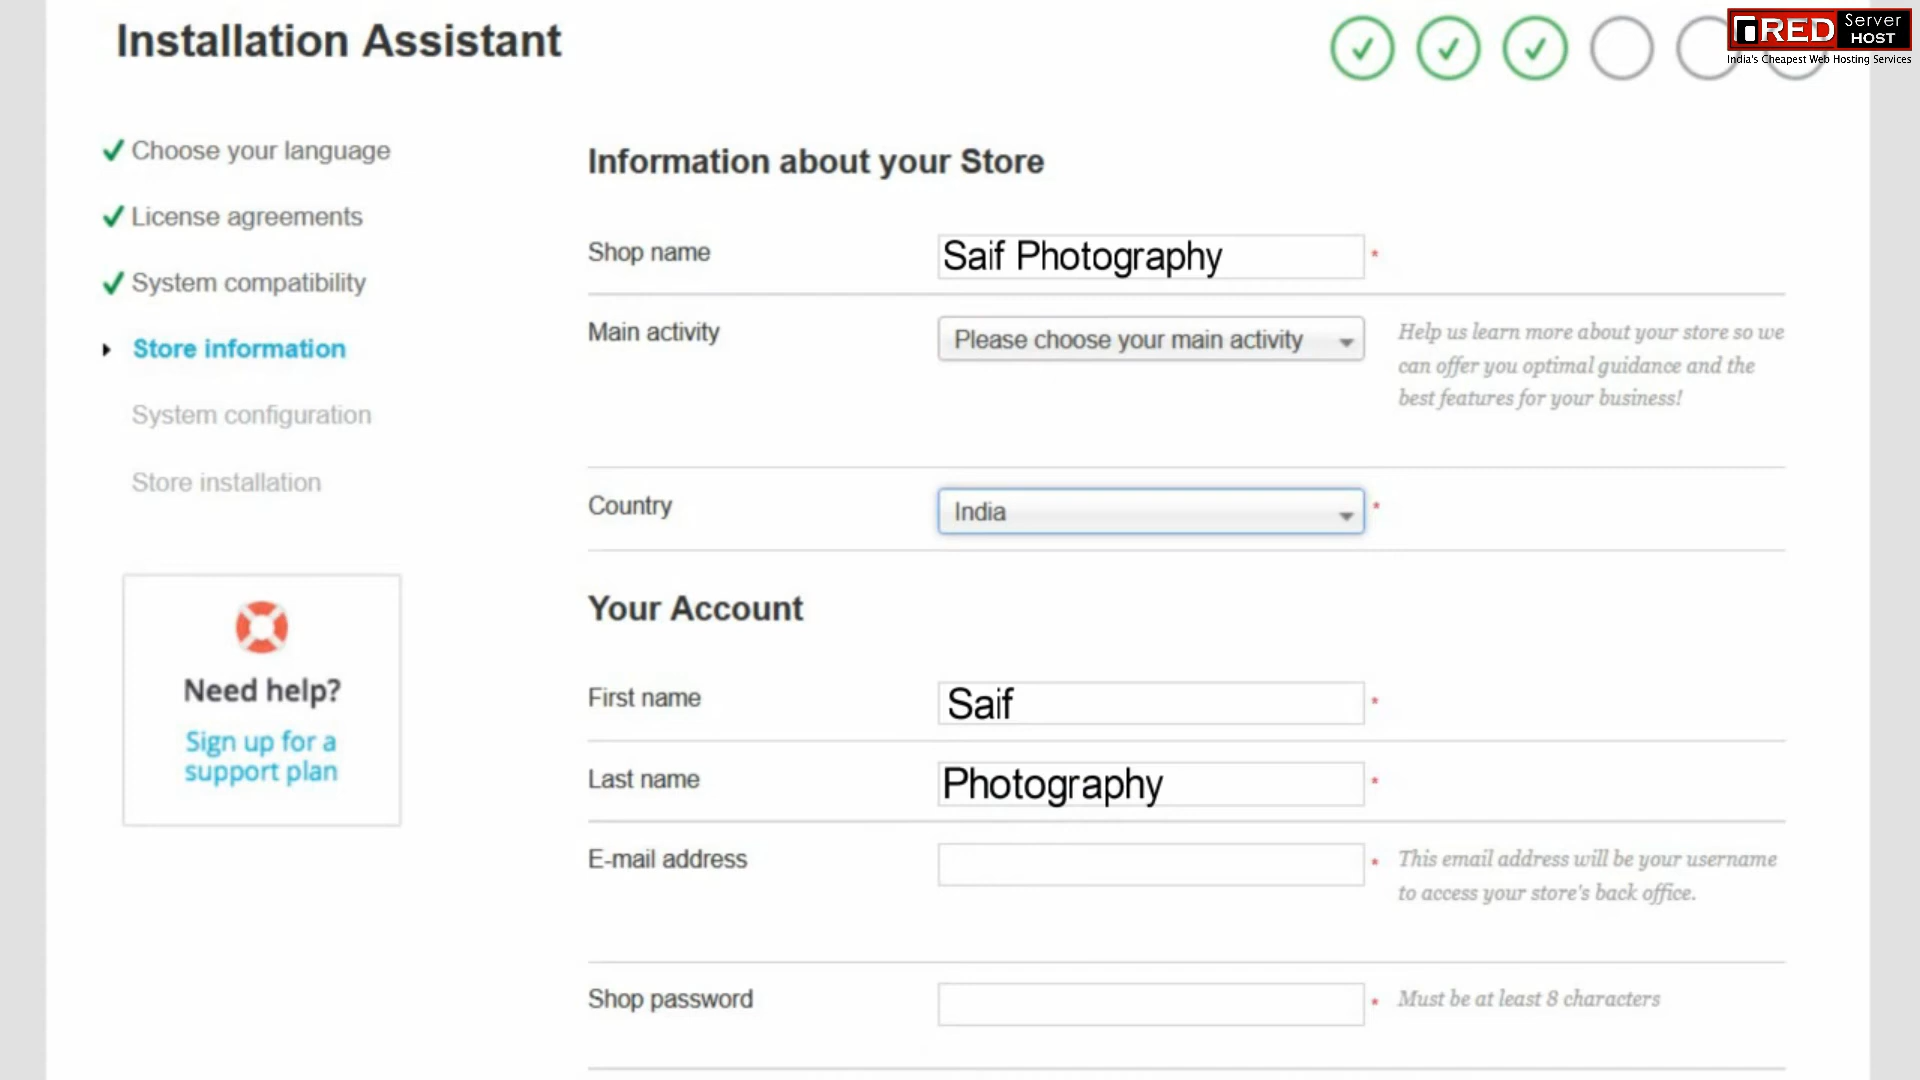 Installation Assistant
RED Server HOST
India's Cheapest Web Hosting Services
Choose your language
License agreements
System compatibility
Store information
System configuration
Store installation
Need help?
Sign up for a
support plan
Information about your Store
Shop name
Saif Photography *
Main activity
Please choose your main activity
Help us learn more about your store so we
can offer you optimal guidance and the
best features for your business!
Country
India *
Your Account
First name
Saif *
Last name
Photography *
E-mail address *
This email address will be your username
to access your store's back office.
Shop password * Must be at least 8 characters